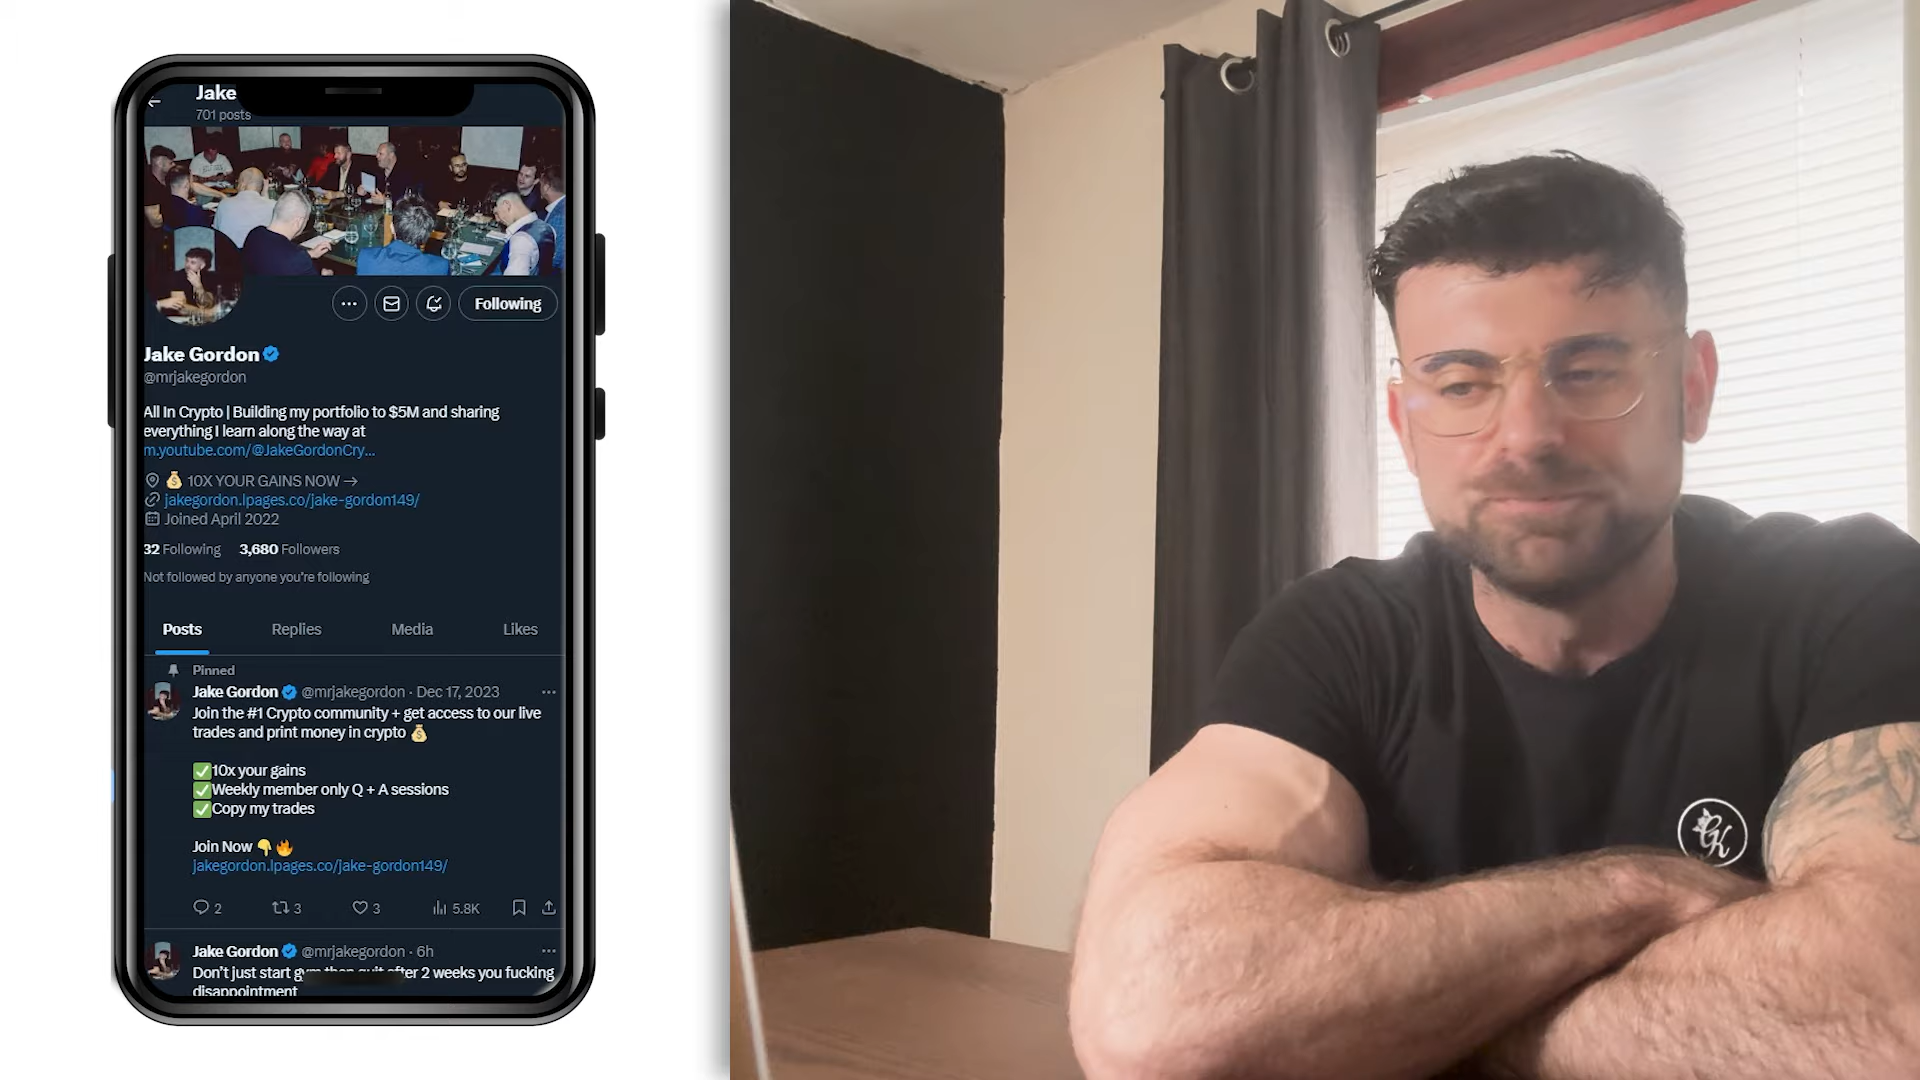 Jake
701 posts
Following
Jake Gordon
@mrjakegordon
All In Crypto | Building my portfolio to $5M and sharing
everything I learn along the way at
m.youtube.com/@JakeGordonCry...
💰 10X YOUR GAINS NOW →
jakegordon.lpages.co/jake-gordon149/
Joined April 2022
32 Following 3,680 Followers
Not followed by anyone you're following
Posts Replies Media Likes
Pinned
Jake Gordon @mrjakegordon · Dec 17, 2023
Join the #1 Crypto community + get access to our live
trades and print money in crypto 💰
✅10x your gains
✅Weekly member only Q + A sessions
✅Copy my trades
Join Now 👇🔥
jakegordon.lpages.co/jake-gordon149/
2 3 3 5.8K
Jake Gordon @mrjakegordon · 6h
Don't just start gym then quit after 2 weeks you fucking
disappointment
GK